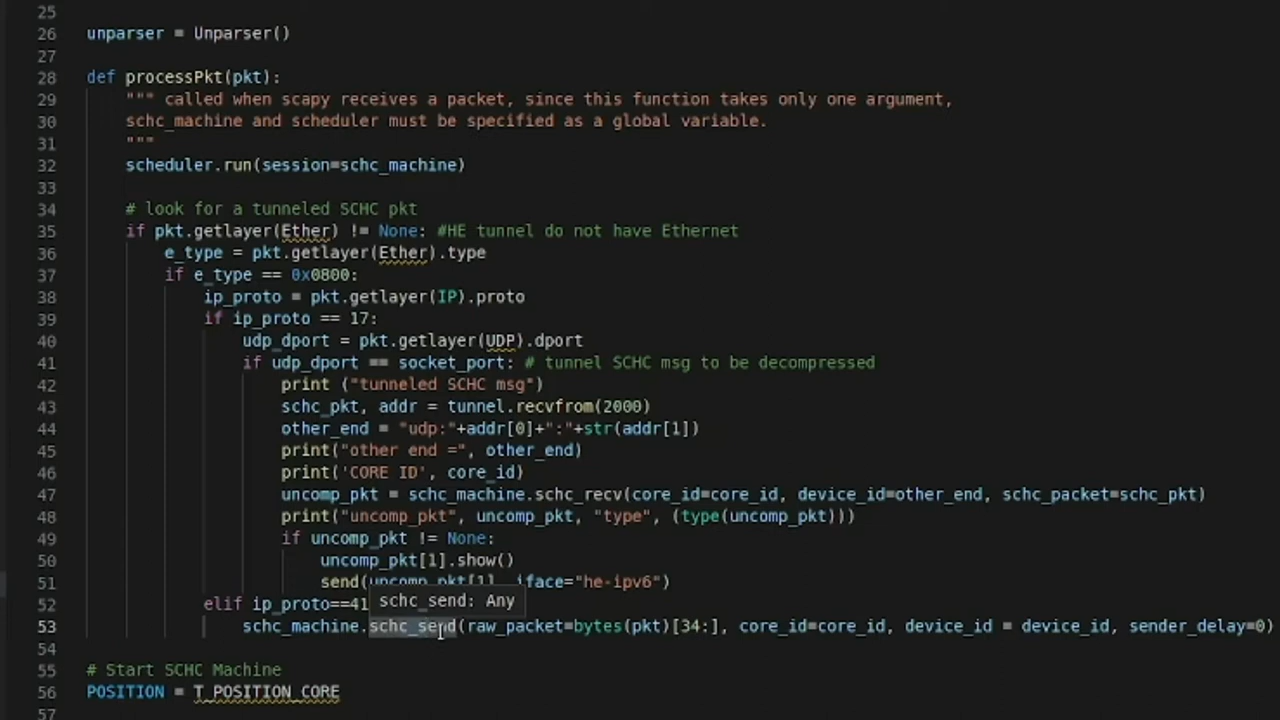 25
26 unparser = Unparser()
27
28 def processPkt(pkt):
29 """ called when scapy receives a packet, since this function takes only one argument,
30 schc_machine and scheduler must be specified as a global variable.
31 """
32 scheduler.run(session=schc_machine)
33
34 # look for a tunneled SCHC pkt
35 if pkt.getlayer(Ether) != None: #HE tunnel do not have Ethernet
36 e_type = pkt.getlayer(Ether).type
37 if e_type == 0x0800:
38 ip_proto = pkt.getlayer(IP).proto
39 if ip_proto == 17:
40 udp_dport = pkt.getlayer(UDP).dport
41 if udp_dport == socket_port: # tunnel SCHC msg to be decompressed
42 print ("tunneled SCHC msg")
43 schc_pkt, addr = tunnel.recvfrom(2000)
44 other_end = "udp:"+addr[0]+":"+str(addr[1])
45 print("other end =", other_end)
46 print('CORE ID', core_id)
47 uncomp_pkt = schc_machine.schc_recv(core_id=core_id, device_id=other_end, schc_packet=schc_pkt)
48 print("uncomp_pkt", uncomp_pkt, "type", (type(uncomp_pkt)))
49 if uncomp_pkt != None:
50 uncomp_pkt[1].show()
51 send(uncomp_pkt[1], iface="he-ipv6")
52 elif ip_proto==41
schc_send: Any
53 schc_machine.schc_send(raw_packet=bytes(pkt)[34:], core_id=core_id, device_id = device_id, sender_delay=0)
54
55 # Start SCHC Machine
56 POSITION = T_POSITION_CORE
57